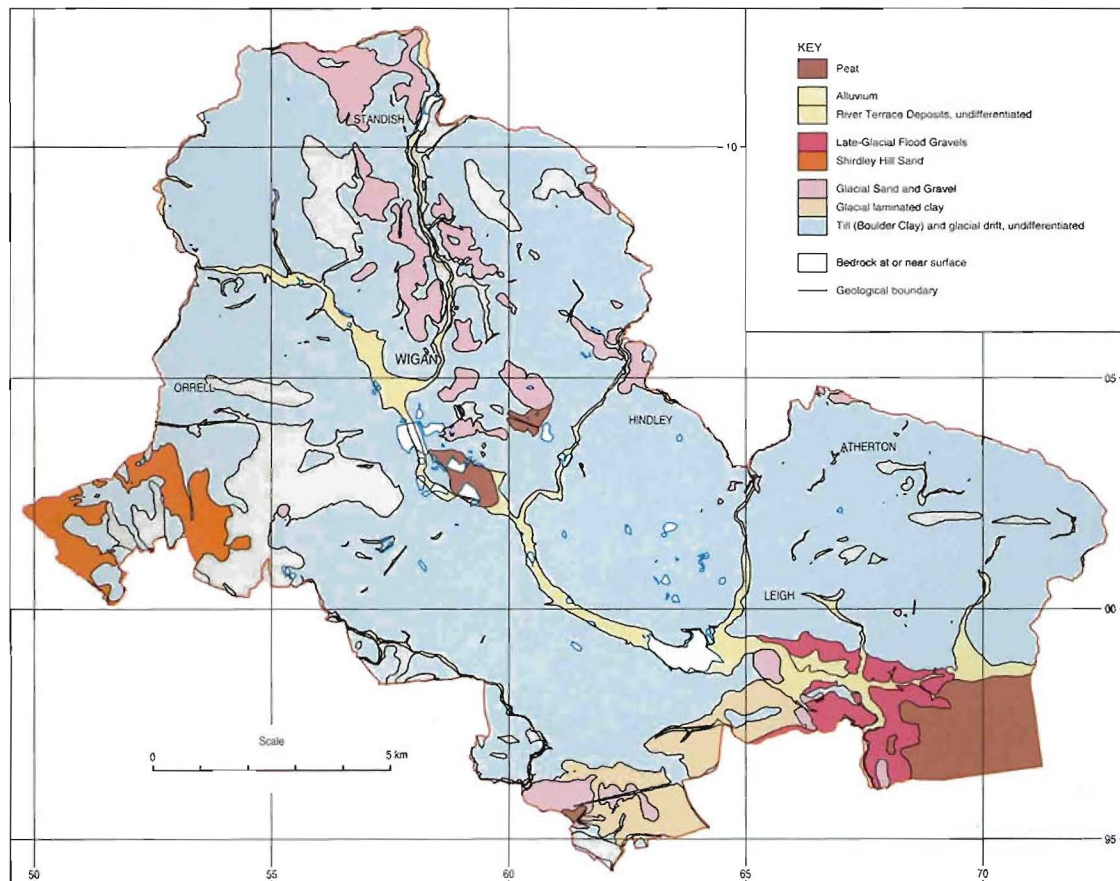 KEY
Peat
Alluvium
River Terrace Deposits, undifferentiated
Late-Glacial Flood Gravels
Shirdley Hill Sand
Glacial Sand and Gravel
Glacial laminated clay
Till (Boulder Clay) and glacial drift, undifferentiated
Bedrock at or near surface
Geological boundary
STANDISH
10
WIGAN
05
ORRELL
HINDLEY
ATHERTON
LEIGH
00
Scale
0 5 km
95
50 55 60 65 70